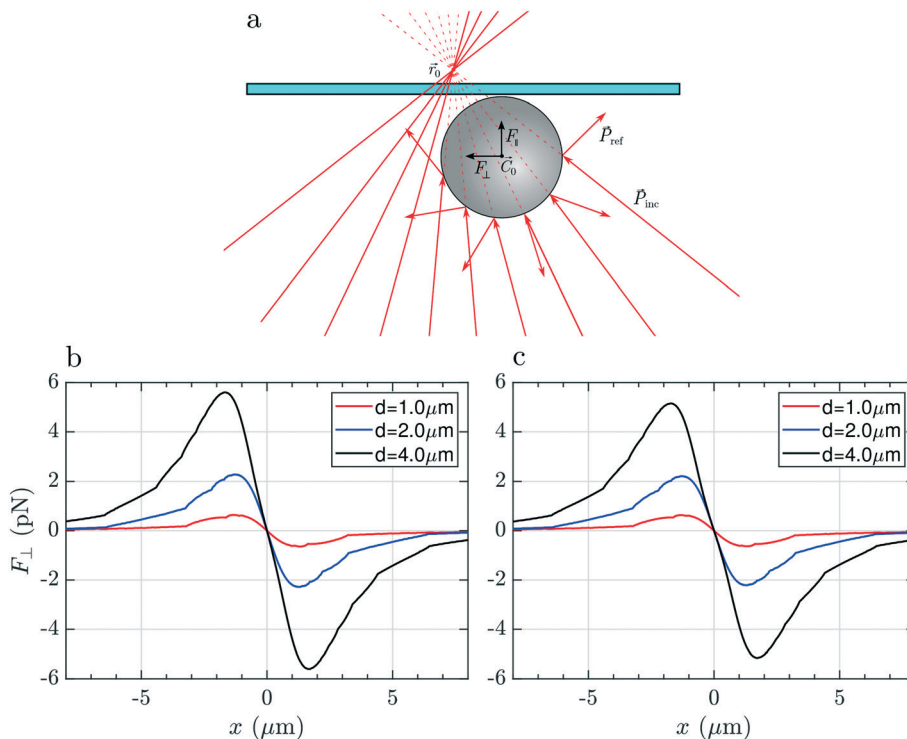 a
r⃗₀
F∥
P⃗ref
F⊥
C⃗₀
P⃗inc
b
c
6
4
2
0
-2
-4
-6
F⊥ (pN)
d=1.0μm
d=2.0μm
d=4.0μm
-5
0
5
x (μm)
6
4
2
0
-2
-4
-6
d=1.0μm
d=2.0μm
d=4.0μm
-5
0
5
x (μm)